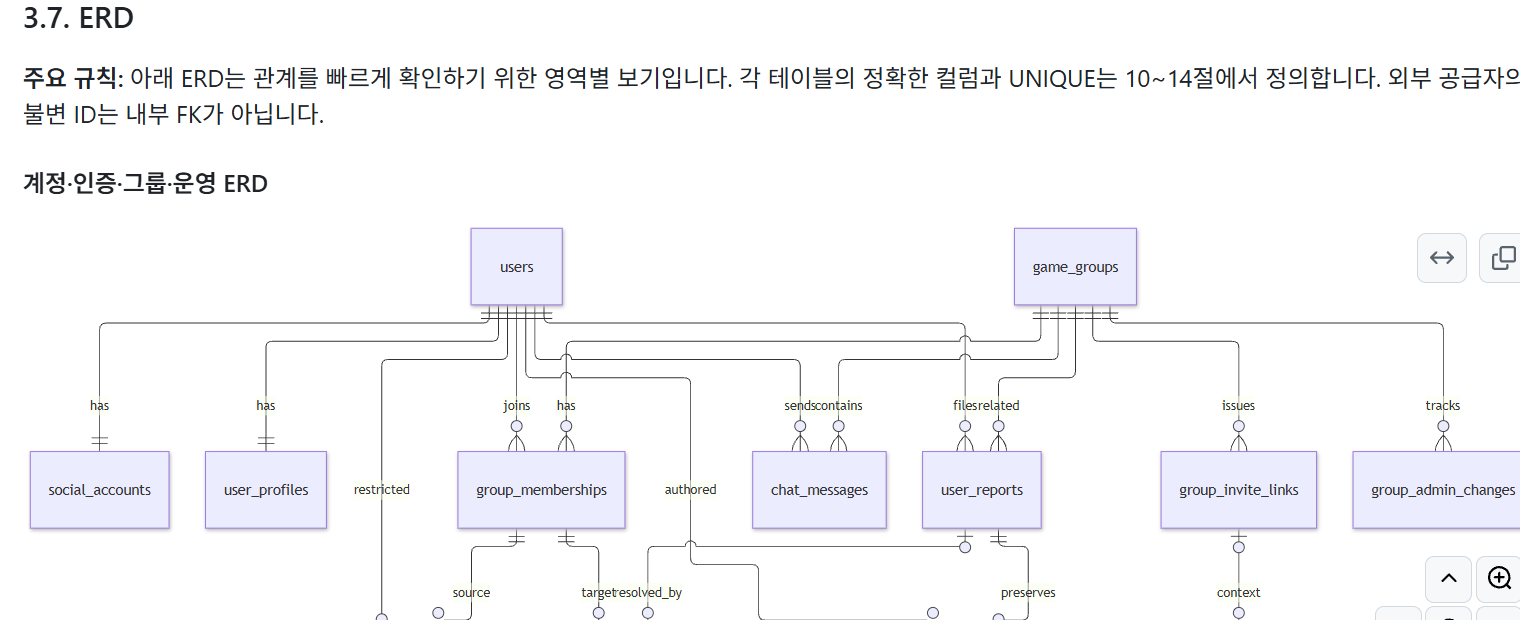 3.7. ERD
주요 규칙: 아래 ERD는 관계를 빠르게 확인하기 위한 영역별 보기입니다. 각 테이블의 정확한 컬럼과 UNIQUE는 10~14절에서 정의합니다. 외부 공급자의
불변 ID는 내부 FK가 아닙니다.
계정·인증·그룹·운영 ERD
users
game_groups
has
has
joins
has
sends
contains
files
related
issues
tracks
social_accounts
user_profiles
restricted
group_memberships
authored
chat_messages
user_reports
group_invite_links
group_admin_changes
source
target
resolved_by
preserves
context